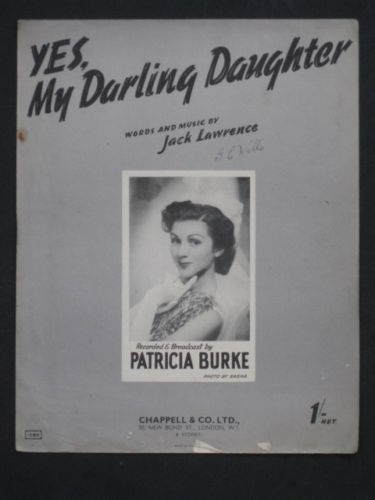 YES,
My Darling Daughter
WORDS AND MUSIC BY
Jack Lawrence
Recorded & Broadcast by
PATRICIA BURKE
PHOTO BY SASHA
CHAPPELL & CO. LTD.,
50, NEW BOND ST., LONDON, W.1
& SYDNEY
1/-
NET.